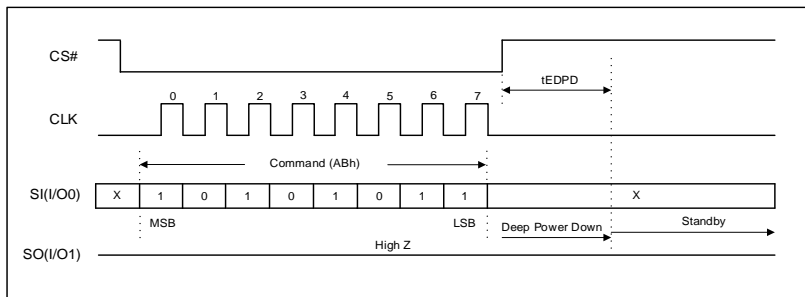 CS#
tEDPD
0 1 2 3 4 5 6 7
CLK
Command (ABh)
SI(I/O0) X 1 0 1 0 1 0 1 1 X
MSB LSB Deep Power Down Standby
High Z
SO(I/O1)